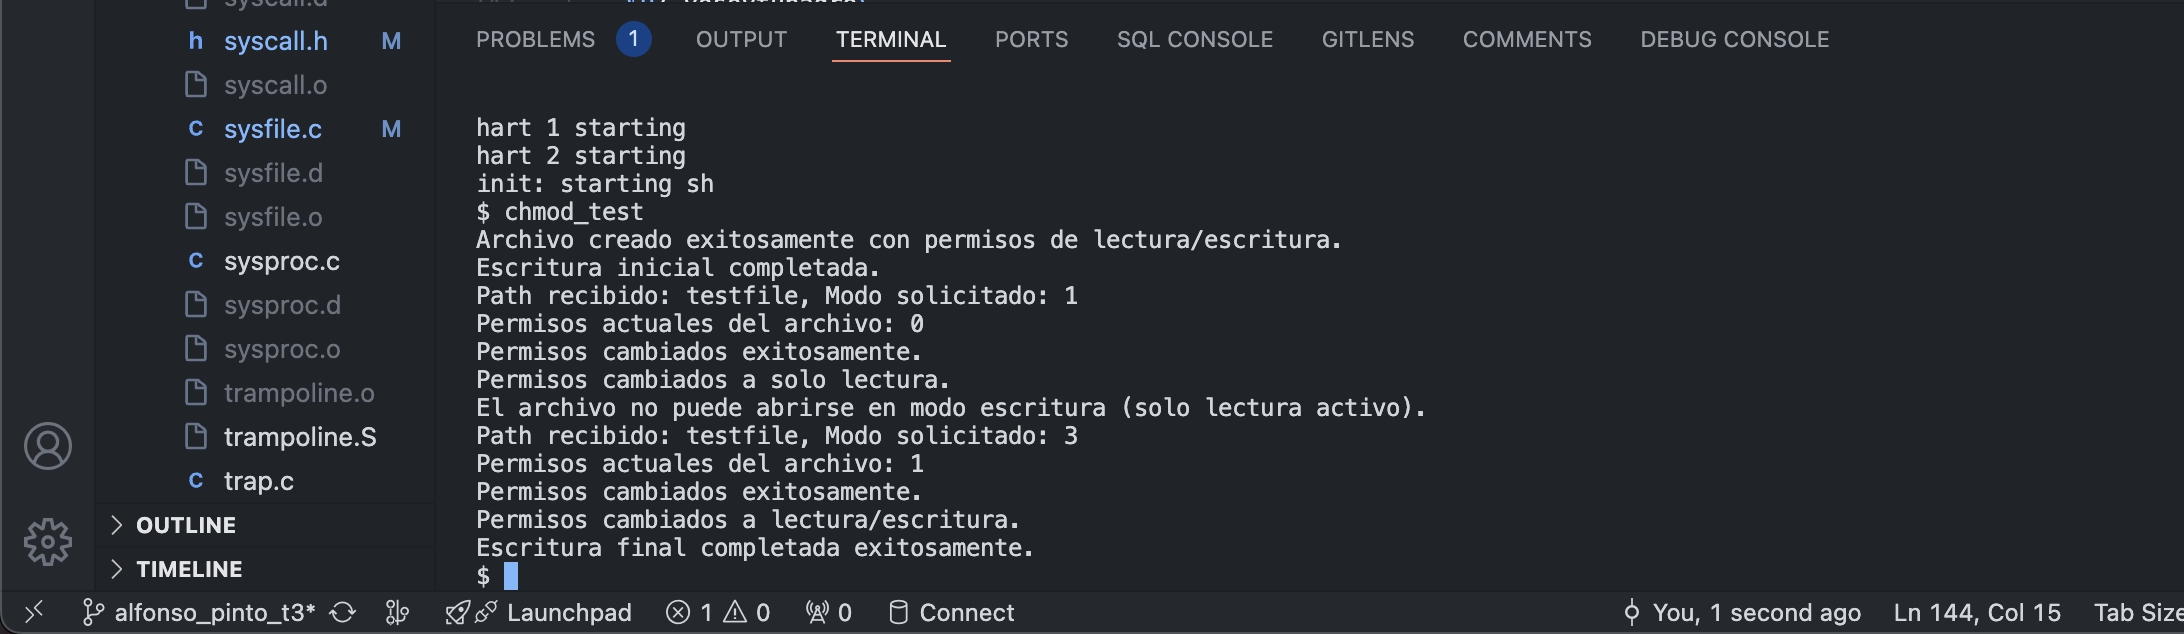 syscall.d
syscall.h M
syscall.o
sysfile.c M
sysfile.d
sysfile.o
sysproc.c
sysproc.d
sysproc.o
trampoline.o
trampoline.S
trap.c
OUTLINE
TIMELINE
PROBLEMS 1 OUTPUT TERMINAL PORTS SQL CONSOLE GITLENS COMMENTS DEBUG CONSOLE
hart 1 starting
hart 2 starting
init: starting sh
$ chmod_test
Archivo creado exitosamente con permisos de lectura/escritura.
Escritura inicial completada.
Path recibido: testfile, Modo solicitado: 1
Permisos actuales del archivo: 0
Permisos cambiados exitosamente.
Permisos cambiados a solo lectura.
El archivo no puede abrirse en modo escritura (solo lectura activo).
Path recibido: testfile, Modo solicitado: 3
Permisos actuales del archivo: 1
Permisos cambiados exitosamente.
Permisos cambiados a lectura/escritura.
Escritura final completada exitosamente.
$
alfonso_pinto_t3* Launchpad 1 0 0 Connect You, 1 second ago Ln 144, Col 15 Tab Size